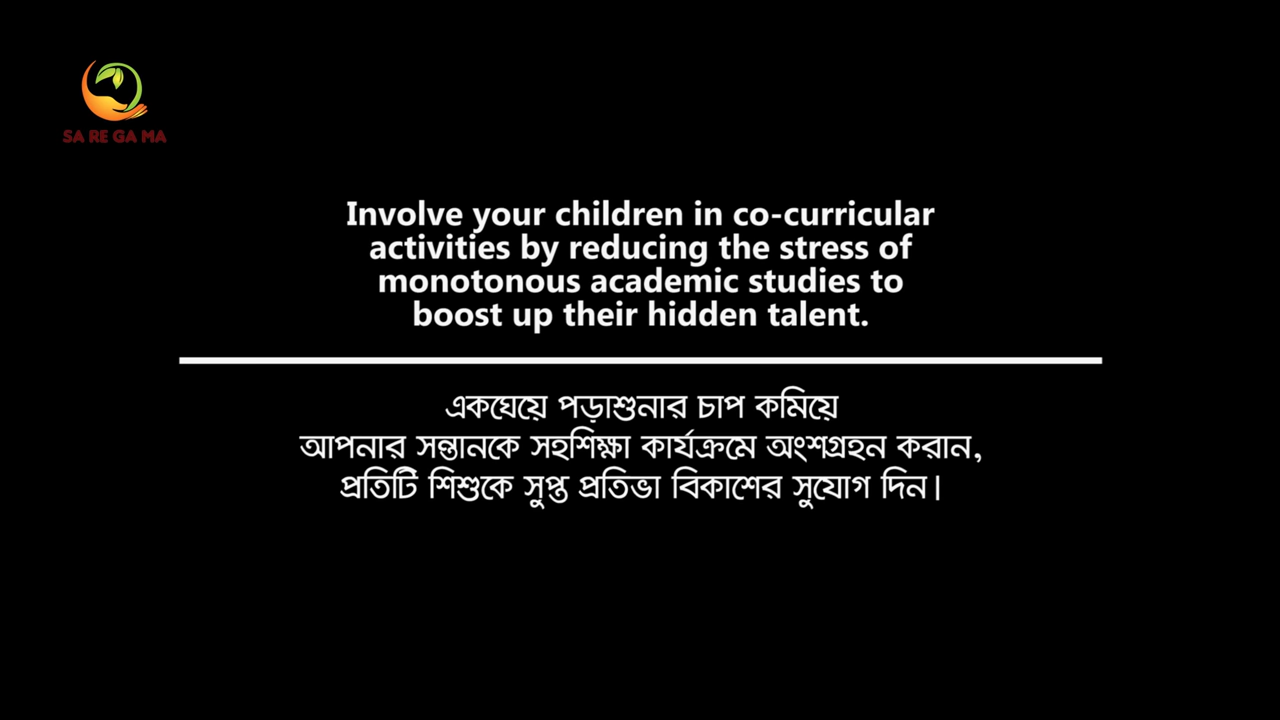 SA RE GA MA
Involve your children in co-curricular
activities by reducing the stress of
monotonous academic studies to
boost up their hidden talent.
একঘেয়ে পড়াশুনার চাপ কমিয়ে
আপনার সন্তানকে সহশিক্ষা কার্যক্রমে অংশগ্রহন করান,
প্রতিটি শিশুকে সুপ্ত প্রতিভা বিকাশের সুযোগ দিন।